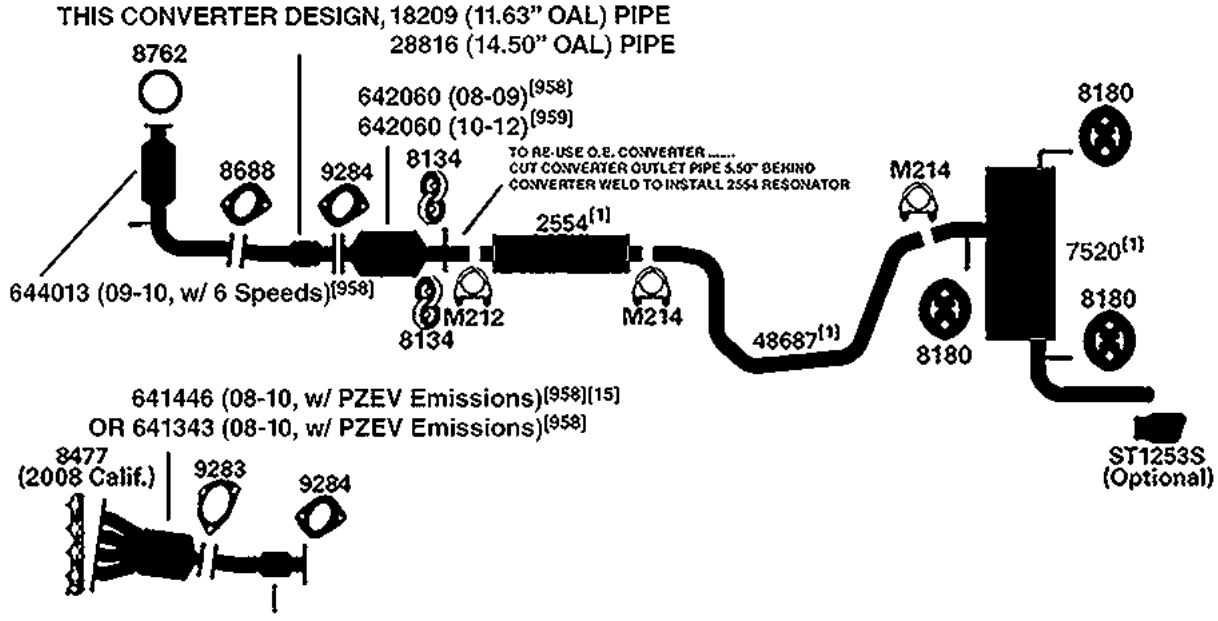 THIS CONVERTER DESIGN, 18209 (11.63” OAL) PIPE
28816 (14.50” OAL) PIPE
8762
642060 (08-09)[958]
642060 (10-12)[959]
8180
TO RE-USE O.E. CONVERTER ......
CUT CONVERTER OUTLET PIPE 5.50" BEHIND
CONVERTER WELD TO INSTALL 2554 RESONATOR
8134
8688
9284
M214
2554[1]
7520[1]
644013 (09-10, w/ 6 Speeds)[958]
8180
M212
M214
8134
48687[1]
8180
641446 (08-10, w/ PZEV Emissions)[958][15]
OR 641343 (08-10, w/ PZEV Emissions)[958]
8477
(2008 Calif.)
9283
9284
ST1253S
(Optional)